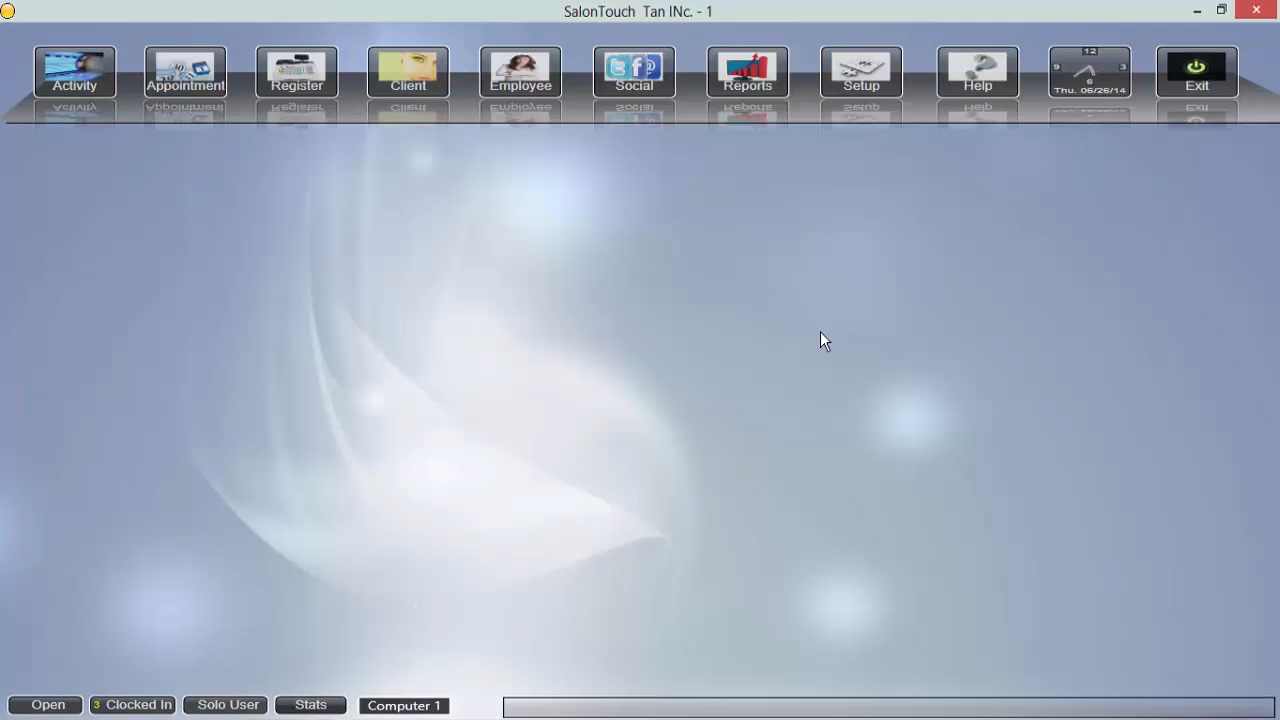 SalonTouch Tan INc. - 1
Activity
Appointment
Register
Client
Employee
Social
Reports
Setup
Help
12
9 3
6
Thu. 06/26/14
Exit
Open
3 Clocked In
Solo User
Stats
Computer 1